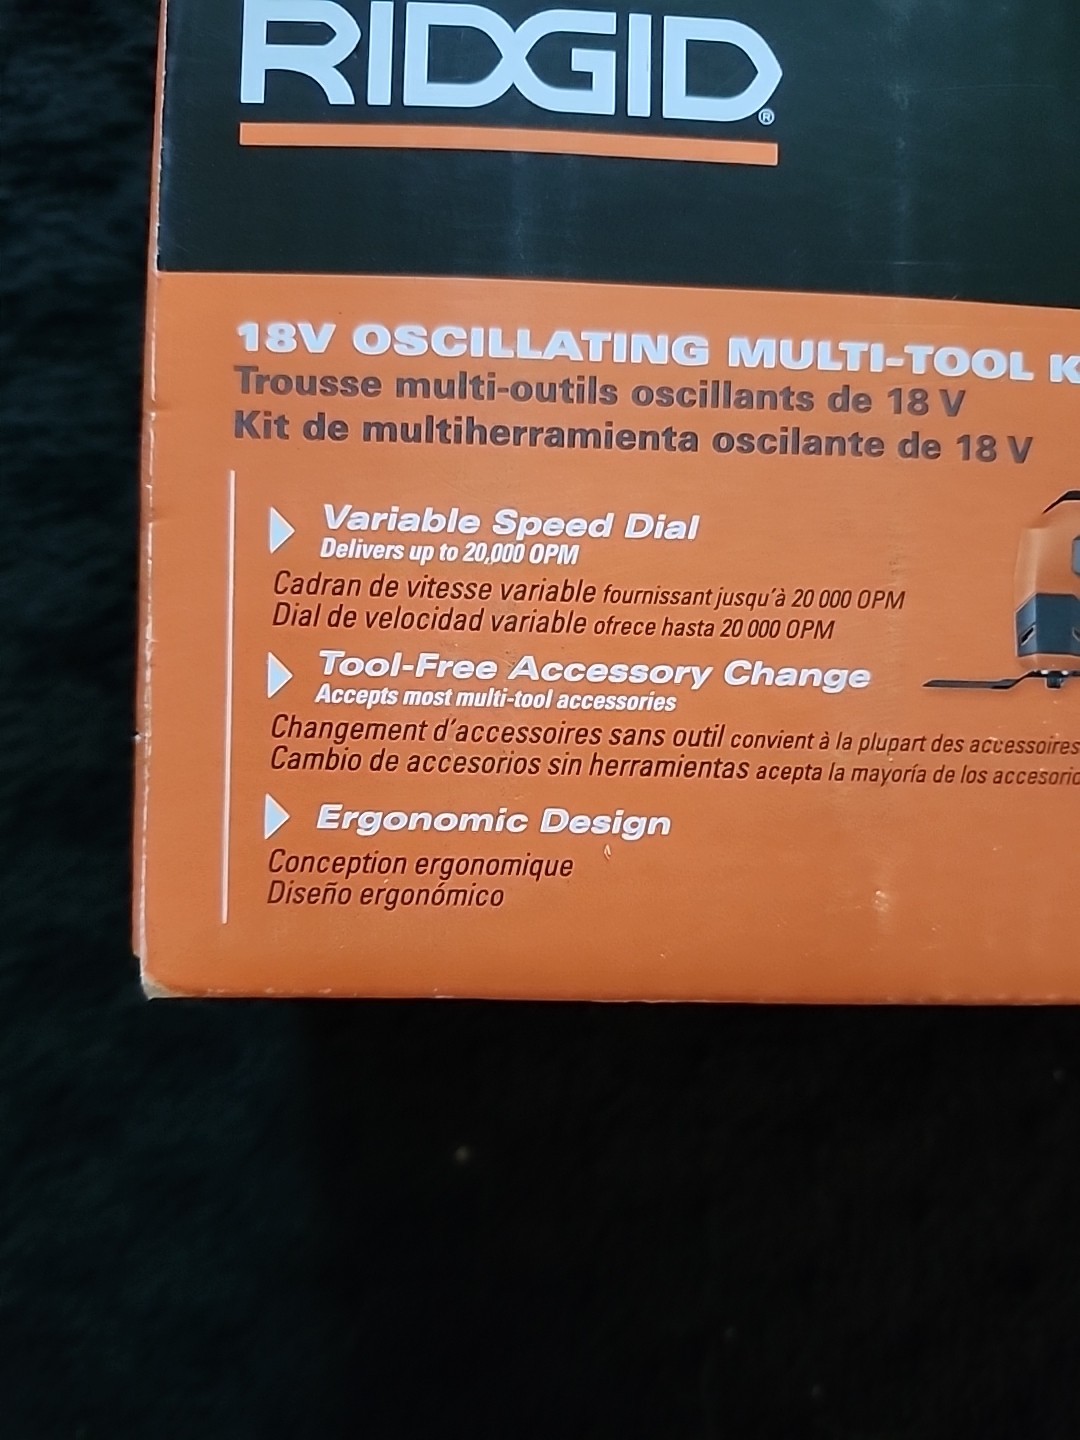 RIDGID®
18V OSCILLATING MULTI-TOOL
Trousse multi-outils oscillants de 18 V
Kit de multiherramienta oscilante de 18 V
Variable Speed Dial
Delivers up to 20,000 OPM
Cadran de vitesse variable fournissant jusqu'à 20 000 OPM
Dial de velocidad variable ofrece hasta 20 000 OPM
Tool-Free Accessory Change
Accepts most multi-tool accessories
Changement d'accessoires sans outil convient à la plupart des accessoires
Cambio de accesorios sin herramientas acepta la mayoría de los
Ergonomic Design
Conception ergonomique
Diseño ergonómico